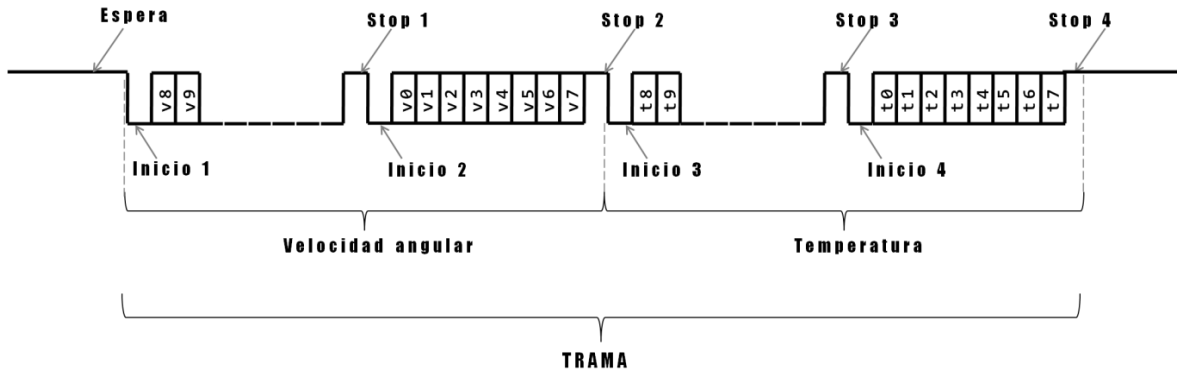 Espera Stop 1 Stop 2 Stop 3 Stop 4
v8 v9 v0 v1 v2 v3 v4 v5 v6 v7 t8 t9 t0 t1 t2 t3 t4 t5 t6 t7
Inicio 1 Inicio 2 Inicio 3 Inicio 4
Velocidad angular Temperatura
TRAMA